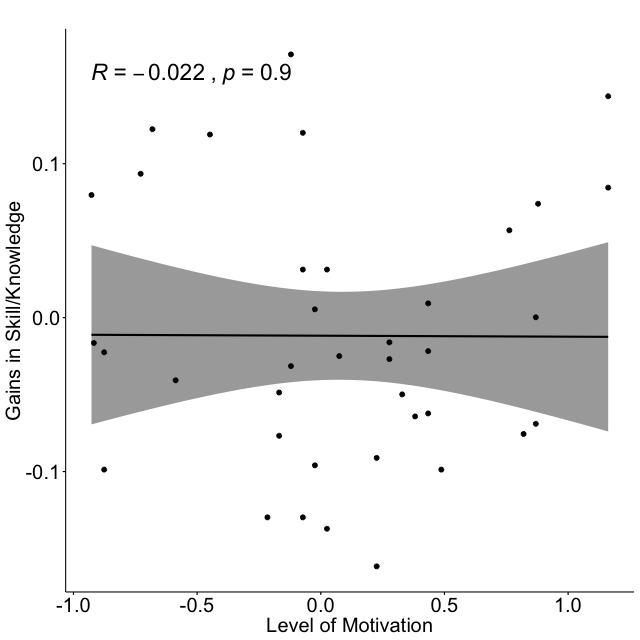 R = −0.022 , p = 0.9
Gains in Skill/Knowledge
0.1
0.0
-0.1
-1.0 -0.5 0.0 0.5 1.0
Level of Motivation